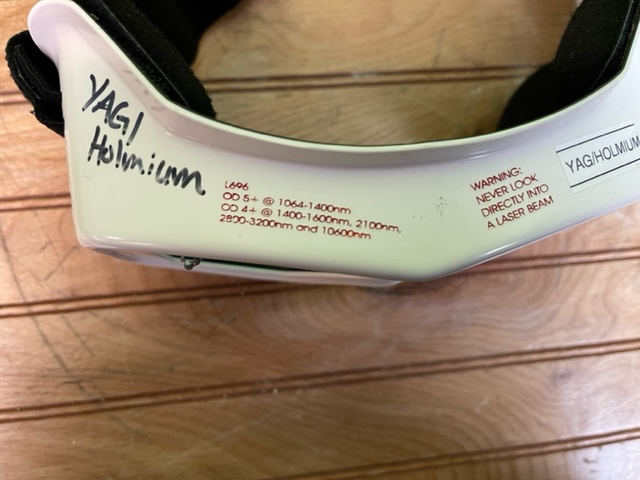 YAG/
Holmium
L696
OD 5+ @ 1064-1400nm
OD 4+ @ 1400-1600nm, 2100nm,
2800-3200nm and 10600nm
WARNING:
NEVER LOOK
DIRECTLY INTO
A LASER BEAM
YAG/HOLMIUM